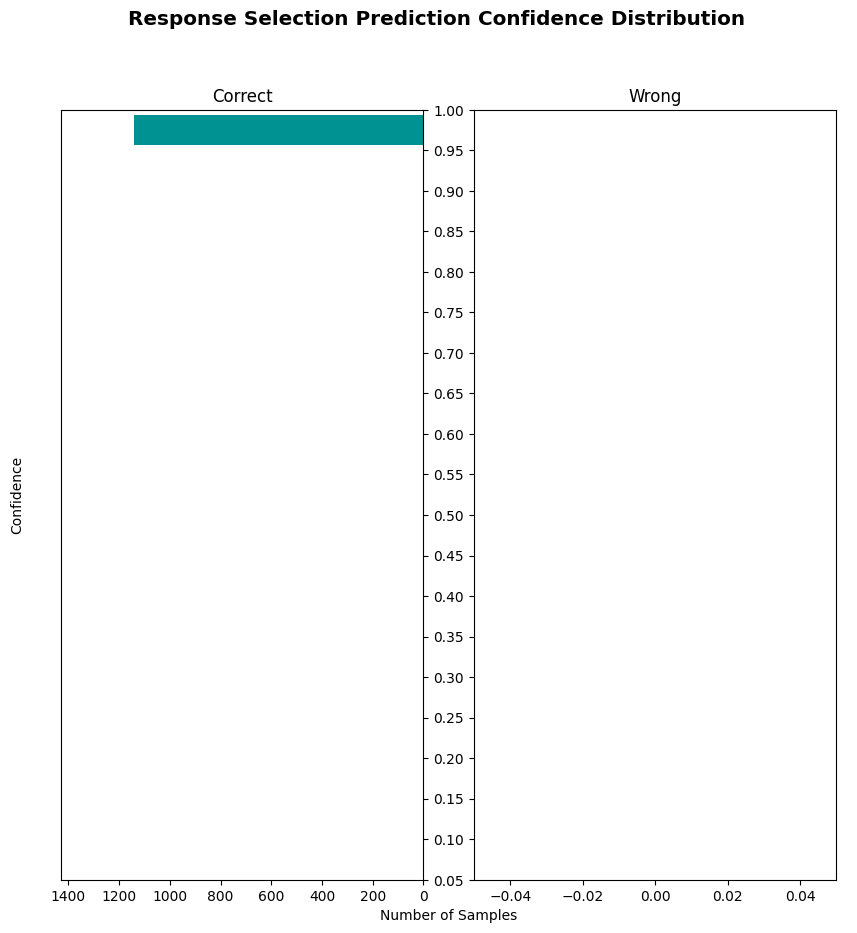 Response Selection Prediction Confidence Distribution
Correct
Wrong
1.00
0.95
0.90
0.85
0.80
0.75
0.70
0.65
0.60
0.55
0.50
0.45
0.40
0.35
0.30
0.25
0.20
0.15
0.10
0.05
Confidence
1400 1200 1000 800 600 400 200 0
−0.04 −0.02 0.00 0.02 0.04
Number of Samples